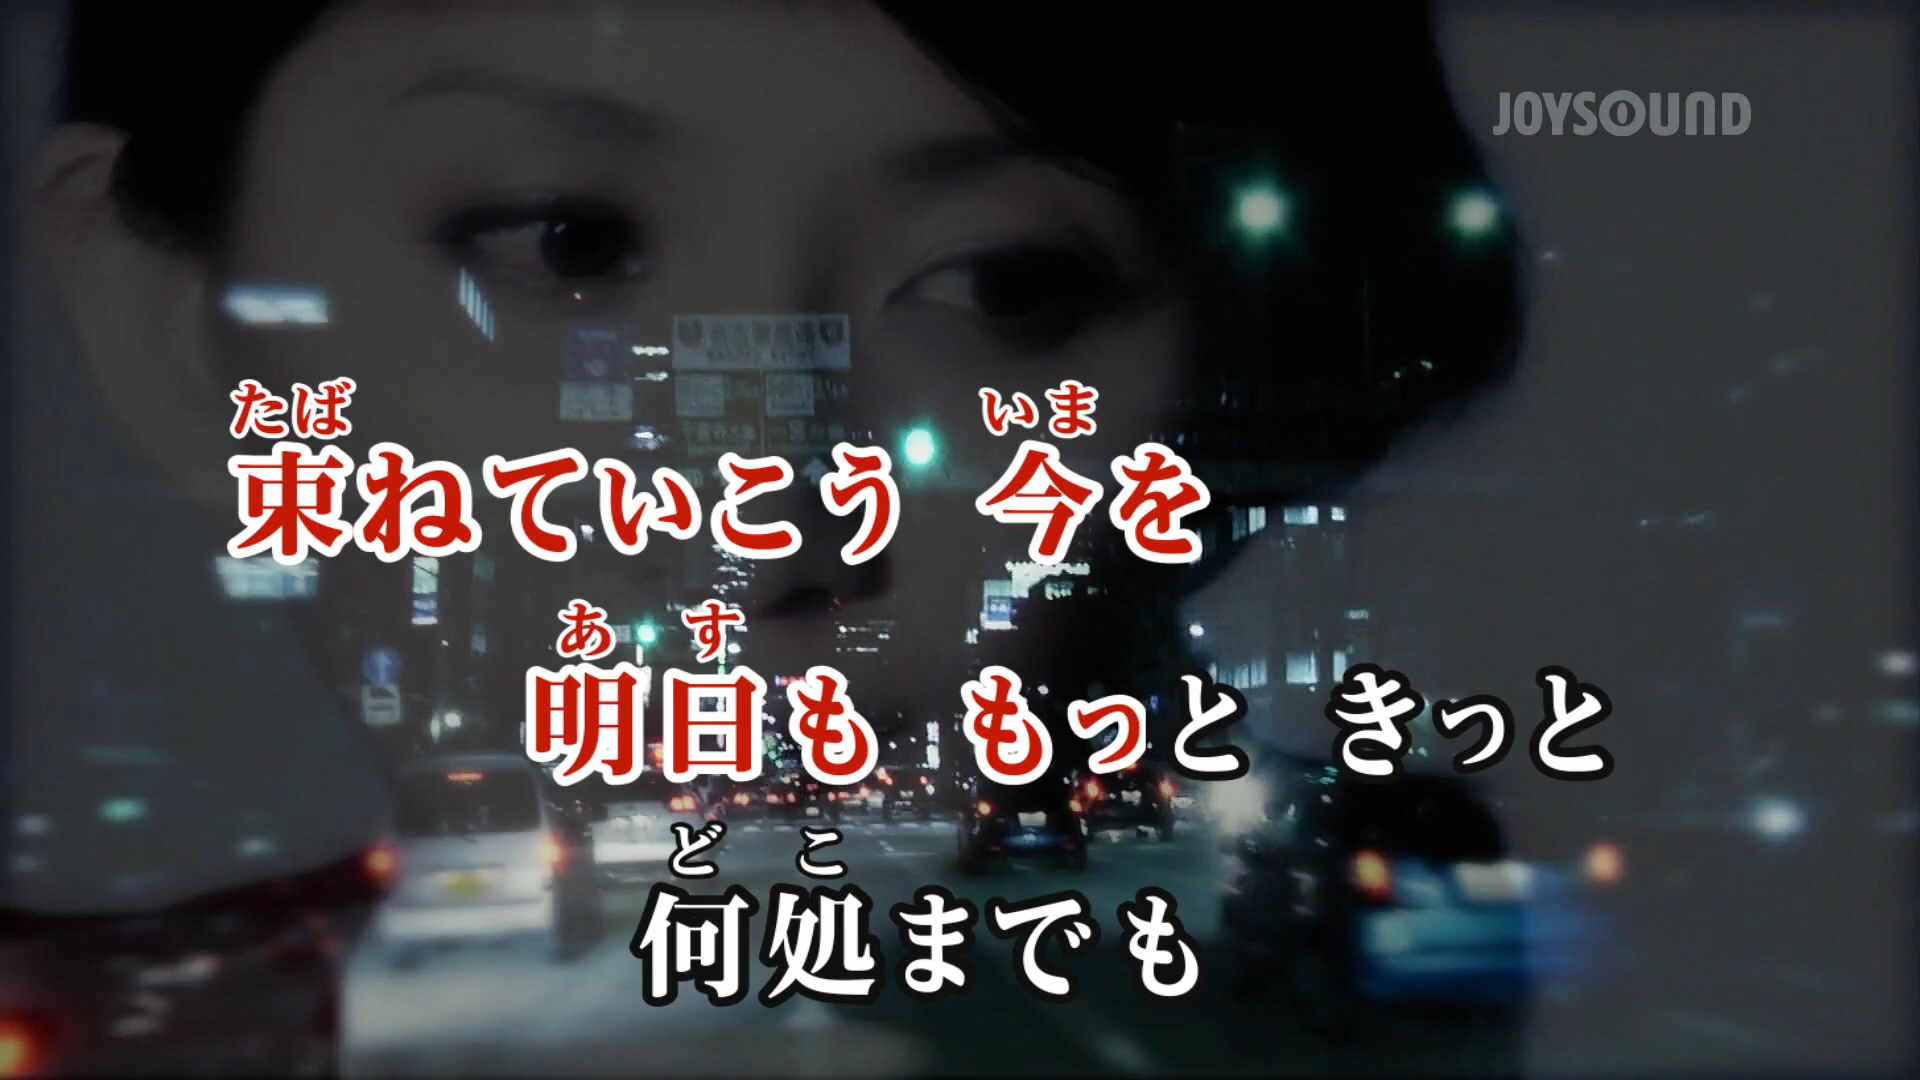 JOYSOUND
たば いま
束ねていこう 今を
あ す
明日も もっと きっと
ど こ
何処までも